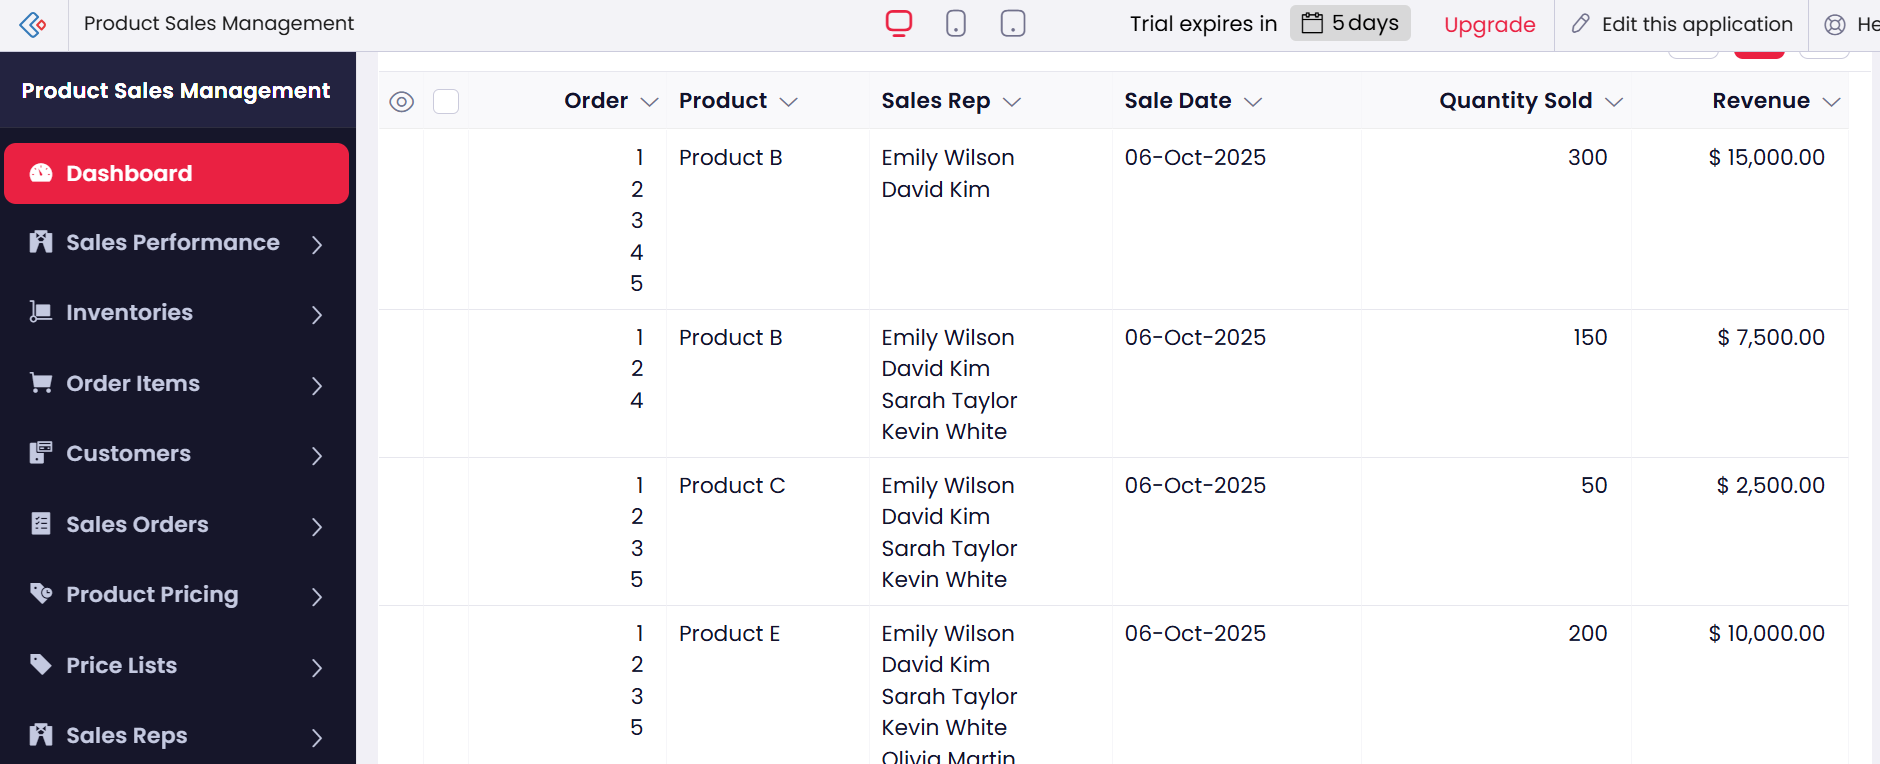 Product Sales Management
Trial expires in 5 days Upgrade Edit this application
Product Sales Management
Dashboard
Sales Performance
Inventories
Order Items
Customers
Sales Orders
Product Pricing
Price Lists
Sales Reps
Order Product Sales Rep Sale Date Quantity Sold Revenue
1 Product B Emily Wilson 06-Oct-2025 300 $ 15,000.00
2 David Kim
3
4
5
1 Product B Emily Wilson 06-Oct-2025 150 $ 7,500.00
2 David Kim
4 Sarah Taylor
Kevin White
1 Product C Emily Wilson 06-Oct-2025 50 $ 2,500.00
2 David Kim
3 Sarah Taylor
5 Kevin White
1 Product E Emily Wilson 06-Oct-2025 200 $ 10,000.00
2 David Kim
3 Sarah Taylor
5 Kevin White
Olivia Martin